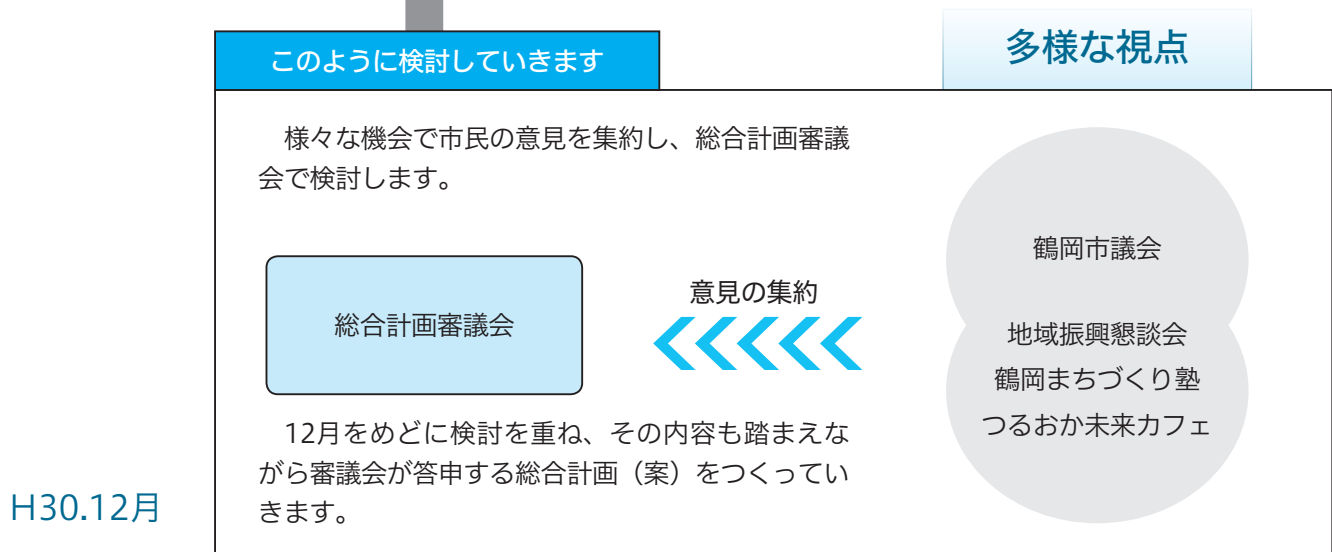 このように検討していきます
多様な視点
様々な機会で市民の意見を集約し、総合計画審議
会で検討します。
総合計画審議会
意見の集約
鶴岡市議会
地域振興懇談会
鶴岡まちづくり塾
つるおか未来カフェ
12月をめどに検討を重ね、その内容も踏まえな
がら審議会が答申する総合計画（案）をつくってい
きます。
H30.12月